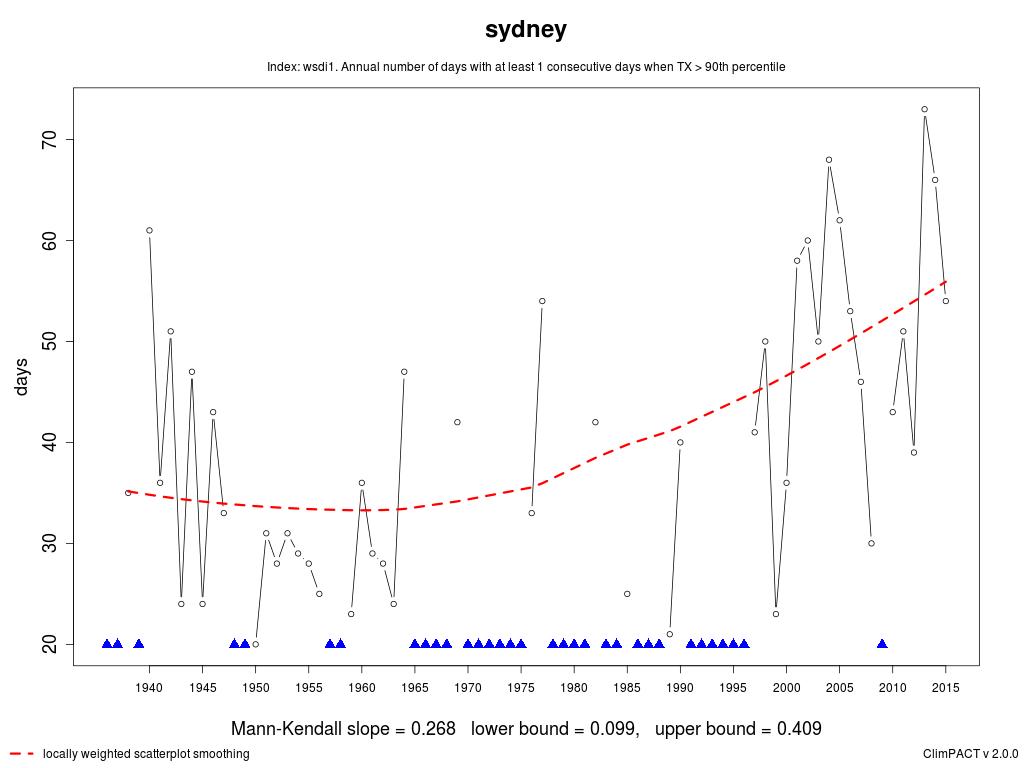 sydney
Index: wsdi1. Annual number of days with at least 1 consecutive days when TX > 90th percentile
days
70
60
50
40
30
20
1940 1945 1950 1955 1960 1965 1970 1975 1980 1985 1990 1995 2000 2005 2010 2015
Mann-Kendall slope = 0.268 lower bound = 0.099, upper bound = 0.409
locally weighted scatterplot smoothing
ClimPACT v 2.0.0